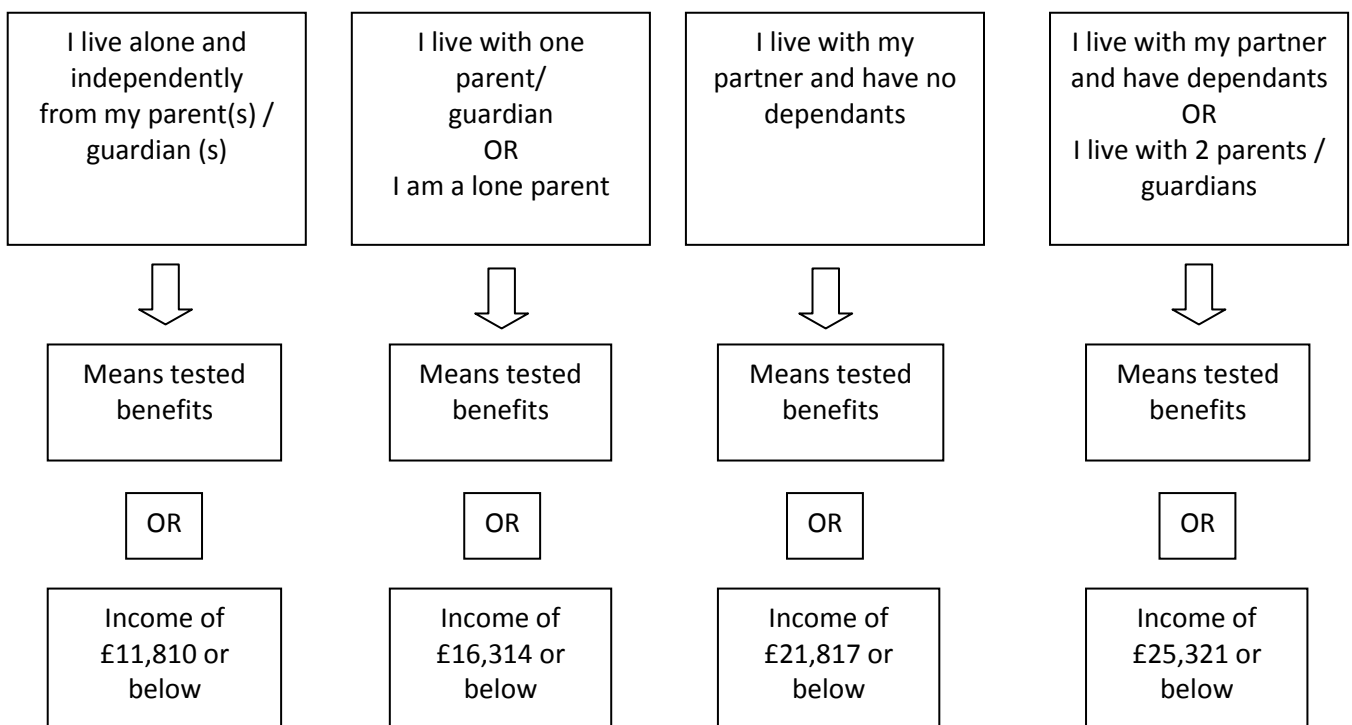 I live alone and
independently
from my parent(s) /
guardian (s)
I live with one
parent/
guardian
OR
I am a lone parent
I live with my
partner and have no
dependants
I live with my partner
and have dependants
OR
I live with 2 parents /
guardians
Means tested
benefits
Means tested
benefits
Means tested
benefits
Means tested
benefits
OR
OR
OR
OR
Income of
£11,810 or
below
Income of
£16,314 or
below
Income of
£21,817 or
below
Income of
£25,321 or
below